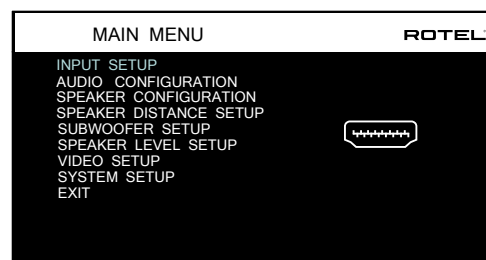 MAIN MENU
ROTEL
INPUT SETUP
AUDIO CONFIGURATION
SPEAKER CONFIGURATION
SPEAKER DISTANCE SETUP
SUBWOOFER SETUP
SPEAKER LEVEL SETUP
VIDEO SETUP
SYSTEM SETUP
EXIT